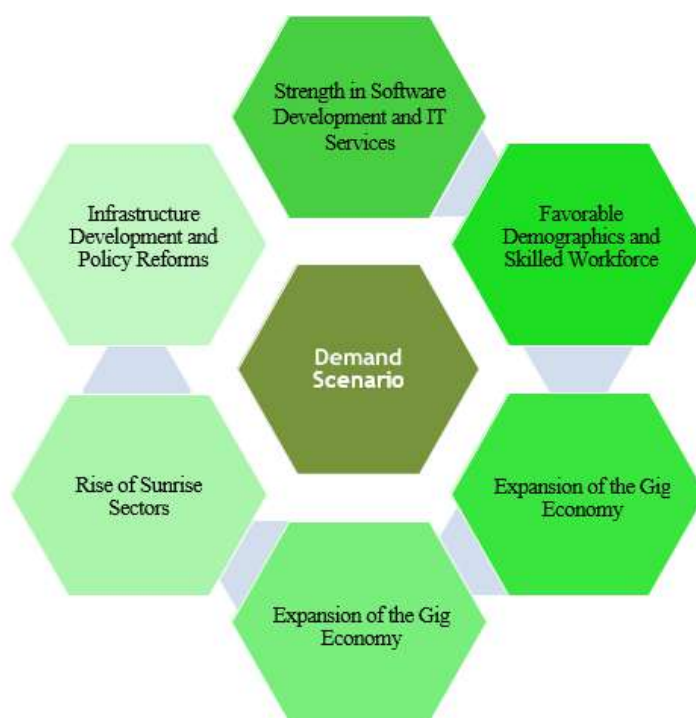 Strength in Software
Development and IT
Services
Infrastructure
Development and
Policy Reforms
Favorable
Demographics and
Skilled Workforce
Demand
Scenario
Rise of Sunrise
Sectors
Expansion of the Gig
Economy
Expansion of the Gig
Economy